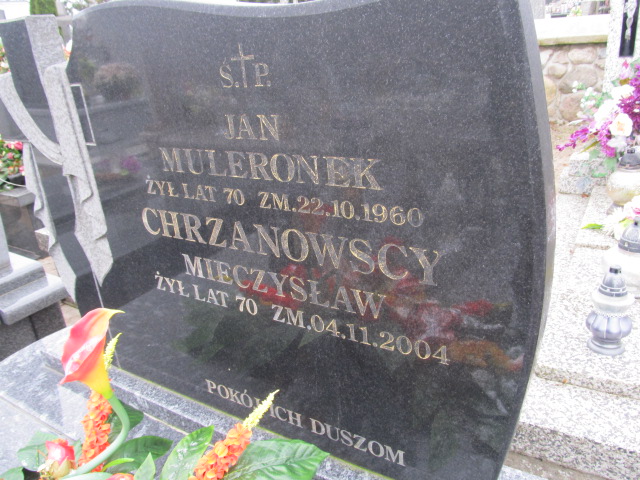 Ś.P.
JAN
MULERONEK
ŻYŁ LAT 70 ZM.22.10.1960
CHRZANOWSCY
MIECZYSŁAW
ŻYŁ LAT 70 ZM.04.11.2004
POKÓJ ICH DUSZOM